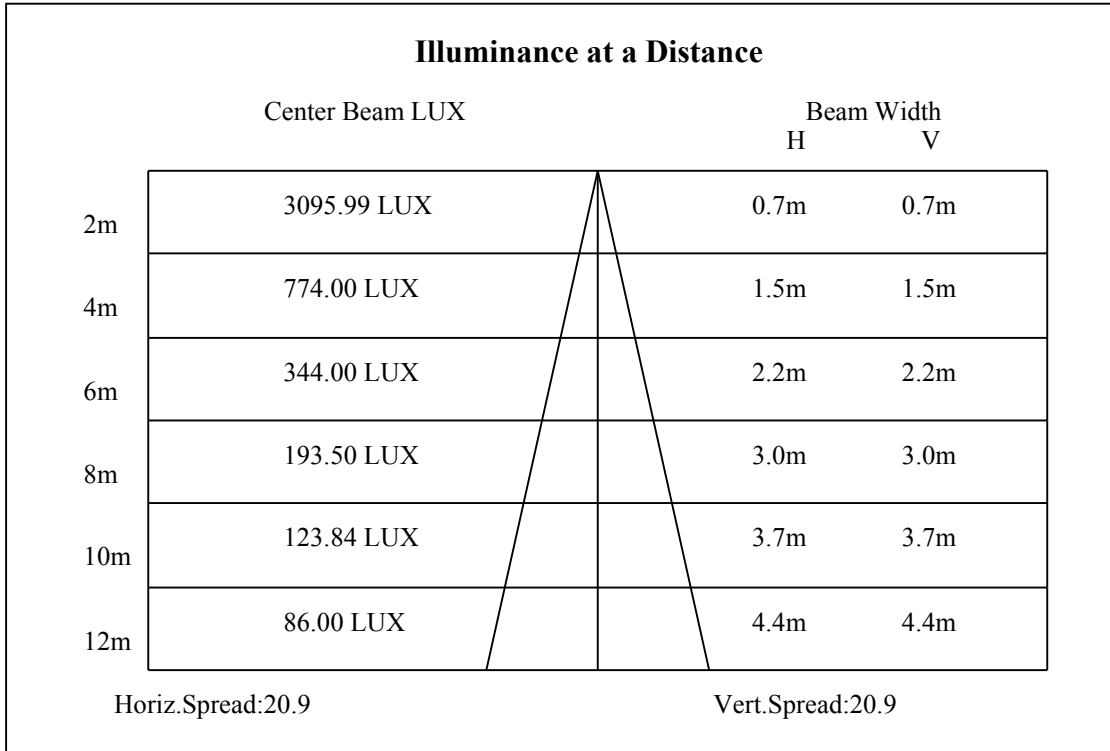 Illuminance at a Distance
Center Beam LUX Beam Width
H V
2m 3095.99 LUX 0.7m 0.7m
4m 774.00 LUX 1.5m 1.5m
6m 344.00 LUX 2.2m 2.2m
8m 193.50 LUX 3.0m 3.0m
10m 123.84 LUX 3.7m 3.7m
12m 86.00 LUX 4.4m 4.4m
Horiz.Spread:20.9 Vert.Spread:20.9